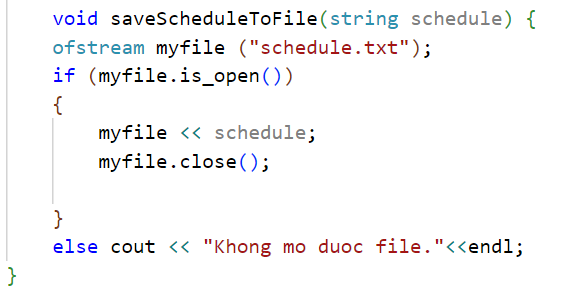 void saveScheduleToFile(string schedule) {
ofstream myfile ("schedule.txt");
if (myfile.is_open())
{
myfile << schedule;
myfile.close();
}
else cout << "Khong mo duoc file."<<endl;
}